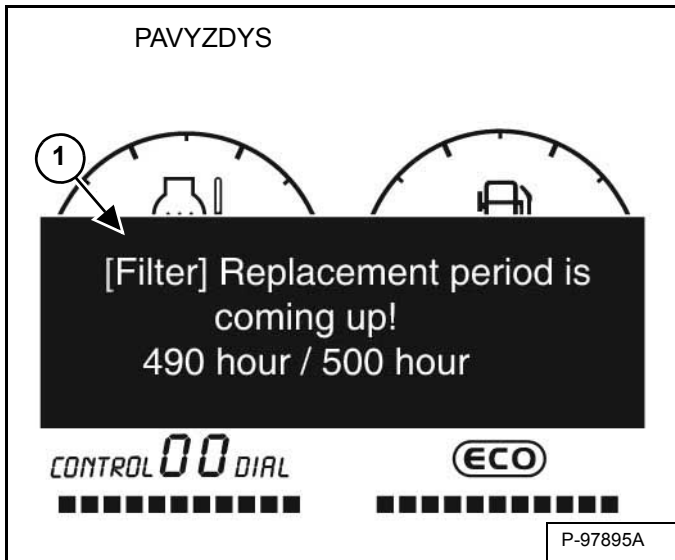 PAVYZDYS
1
[Filter] Replacement period is
coming up!
490 hour / 500 hour
CONTROL 00 DIAL
ECO
P-97895A